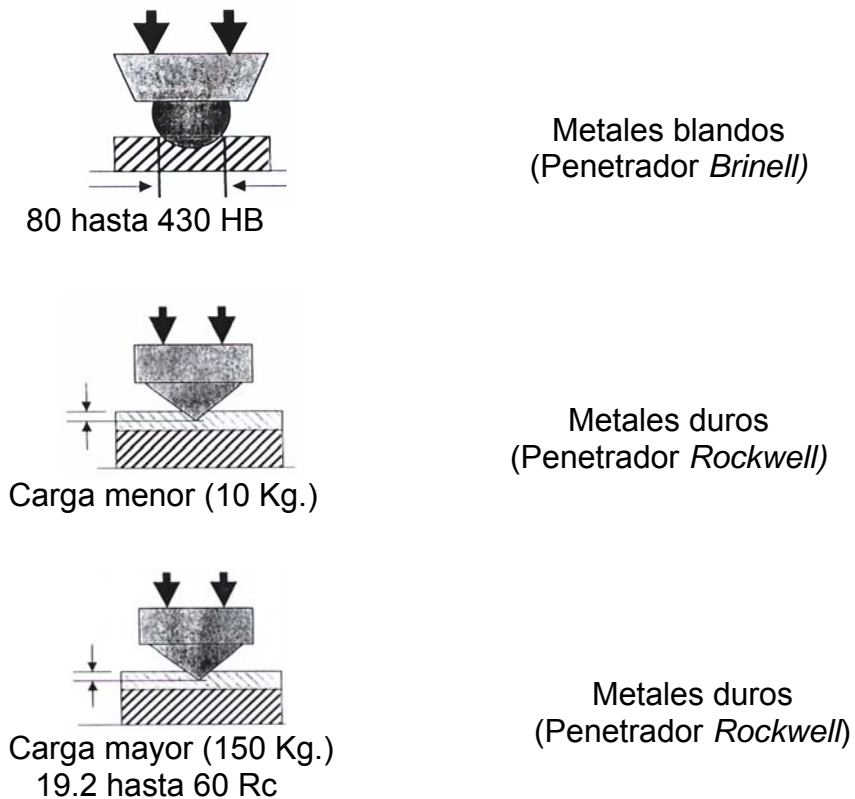 Metales blandos
(Penetrador Brinell)
80 hasta 430 HB
Metales duros
(Penetrador Rockwell)
Carga menor (10 Kg.)
Metales duros
(Penetrador Rockwell)
Carga mayor (150 Kg.)
19.2 hasta 60 Rc